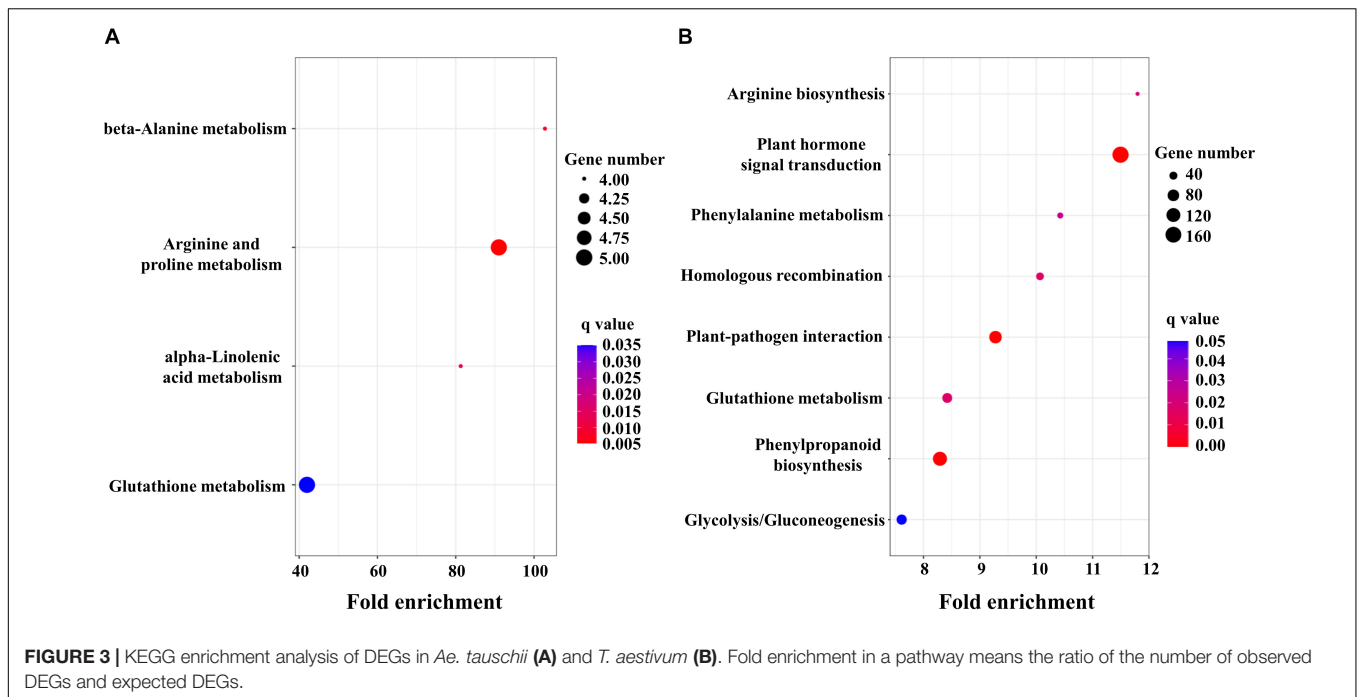 A
beta-Alanine metabolism
Arginine and
proline metabolism
alpha-Linolenic
acid metabolism
Glutathione metabolism
40 60 80 100
Fold enrichment
Gene number
4.00
4.25
4.50
4.75
5.00
q value
0.035
0.030
0.025
0.020
0.015
0.010
0.005
B
Arginine biosynthesis
Plant hormone
signal transduction
Phenylalanine metabolism
Homologous recombination
Plant-pathogen interaction
Glutathione metabolism
Phenylpropanoid
biosynthesis
Glycolysis/Gluconeogenesis
8 9 10 11 12
Fold enrichment
Gene number
40
80
120
160
q value
0.05
0.04
0.03
0.02
0.01
0.00
FIGURE 3 | KEGG enrichment analysis of DEGs in Ae. tauschii (A) and T. aestivum (B). Fold enrichment in a pathway means the ratio of the number of observed
DEGs and expected DEGs.